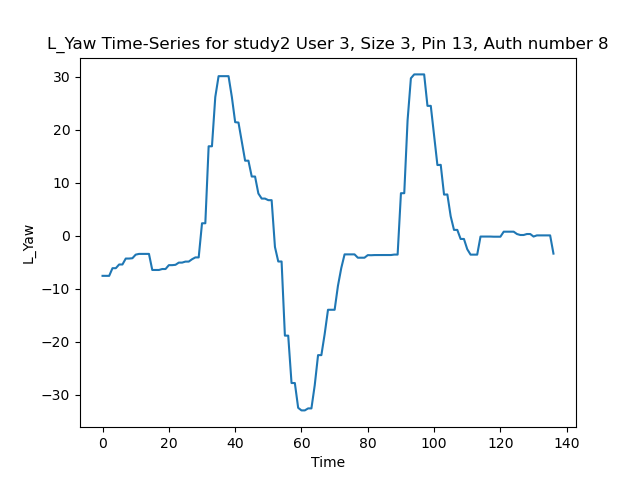 L_Yaw Time-Series for study2 User 3, Size 3, Pin 13, Auth number 8
30
20
10
0
−10
−20
−30
L_Yaw
0 20 40 60 80 100 120 140
Time